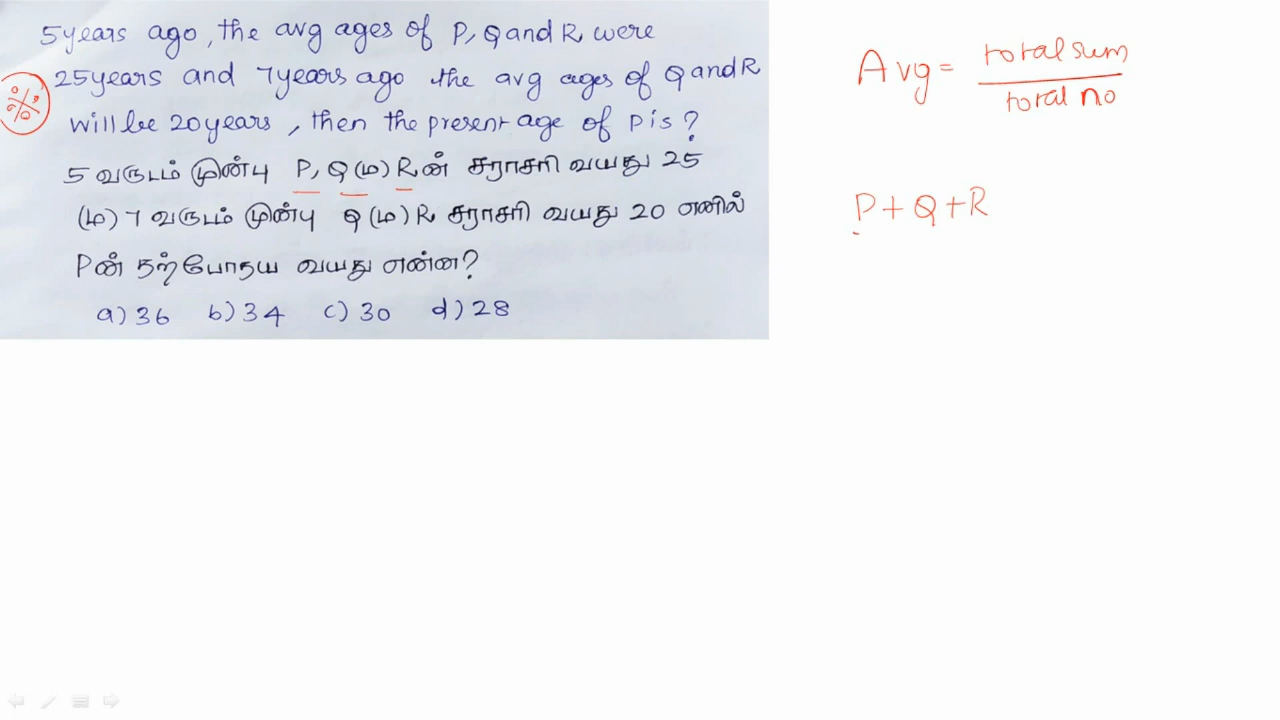 5years ago, the avg ages of P, Q and R were
25years and 7years ago the avg ages of Q and R
will be 20years, then the present age of P is?
5 வருடம் முன்பு P, Q (ம) R ன் சராசரி வயது 25
(ம) 7 வருடம் முன்பு Q (ம) R சராசரி வயது 20 எனில்
P ன் தற்போதய வயது என்ன?
a) 36 b) 34 c) 30 d) 28
Avg = total sum
total no
P + Q + R